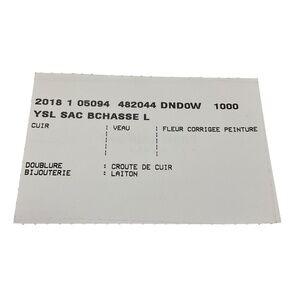 2018 1 05094 482044 DND0W 1000
YSL SAC BCHASSE L
CUIR : VEAU : FLEUR CORRIGEE PEINTURE
DOUBLURE : CROUTE DE CUIR
BIJOUTERIE : LAITON